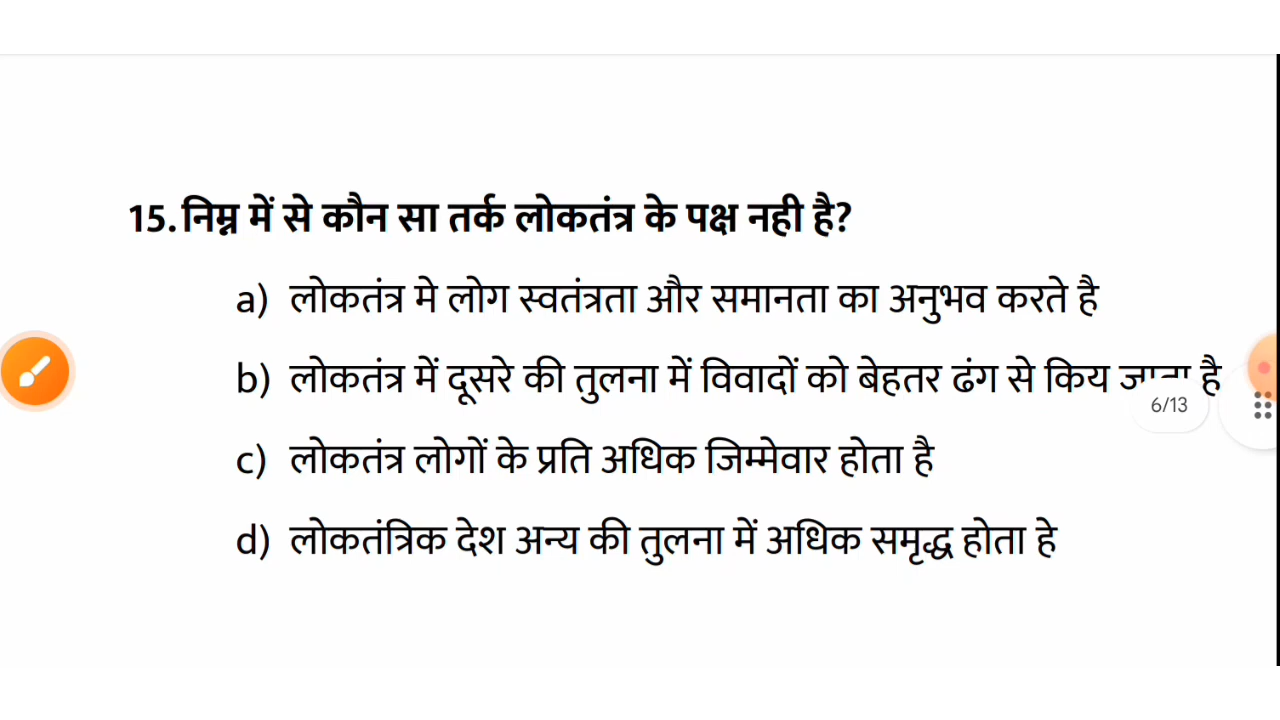 15. निम्न में से कौन सा तर्क लोकतंत्र के पक्ष नही है?
a) लोकतंत्र मे लोग स्वतंत्रता और समानता का अनुभव करते है
b) लोकतंत्र में दूसरे की तुलना में विवादों को बेहतर ढंग से किय जाता है
6/13
c) लोकतंत्र लोगों के प्रति अधिक जिम्मेवार होता है
d) लोकतंत्रिक देश अन्य की तुलना में अधिक समृद्ध होता हे